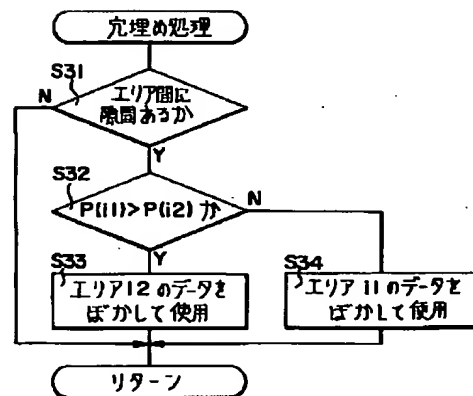 穴埋め処理
S31
N
エリア間に
隙間あるか
Y
S32
N
P(i1)>P(i2)か
Y
S33
エリアi2のデータを
ぼかして使用
S34
エリアi1のデータを
ぼかして使用
リターン